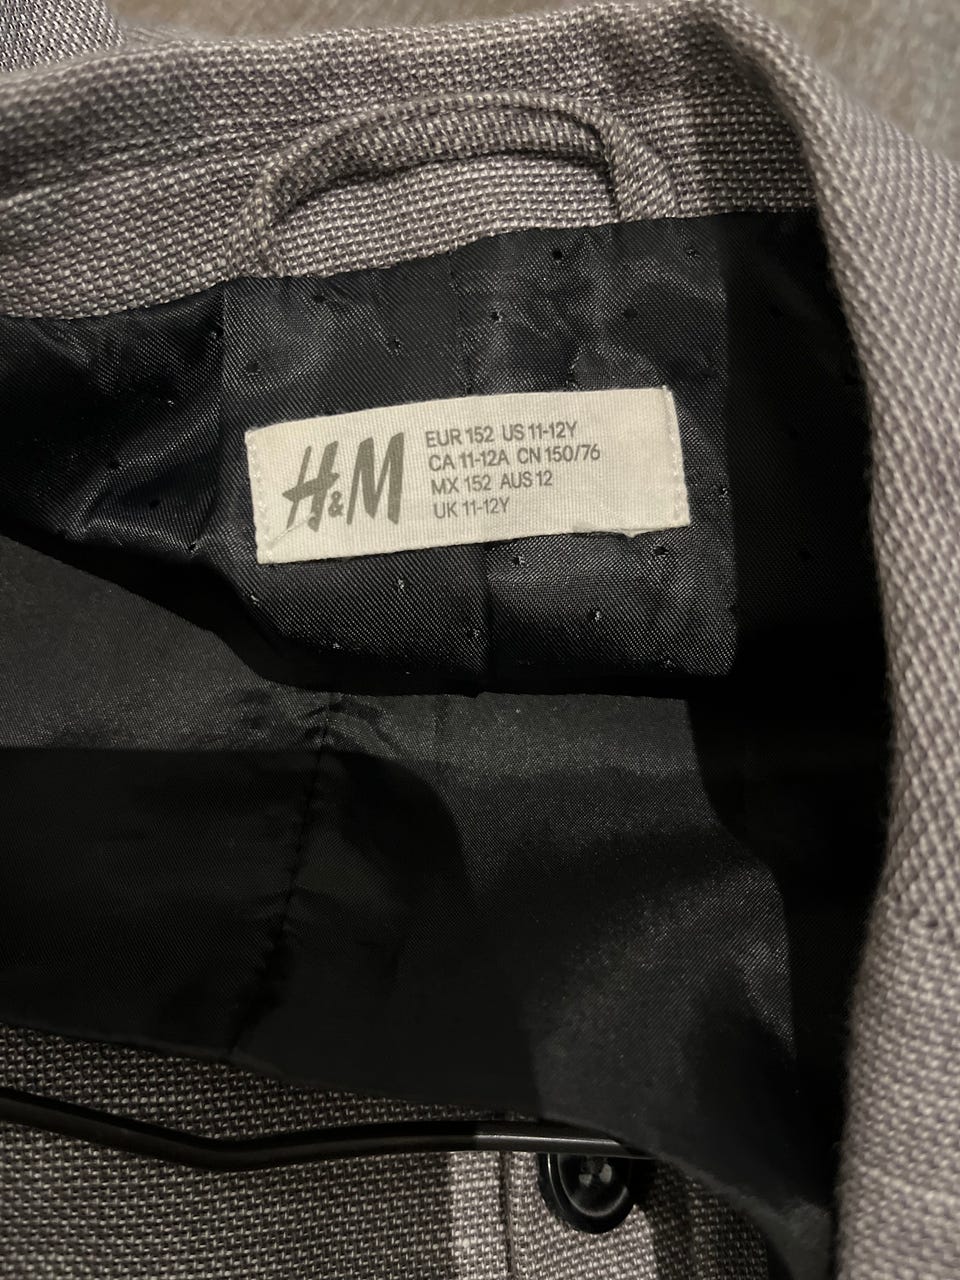 H&M
EUR 152 US 11-12Y
CA 11-12A CN 150/76
MX 152 AUS 12
UK 11-12Y